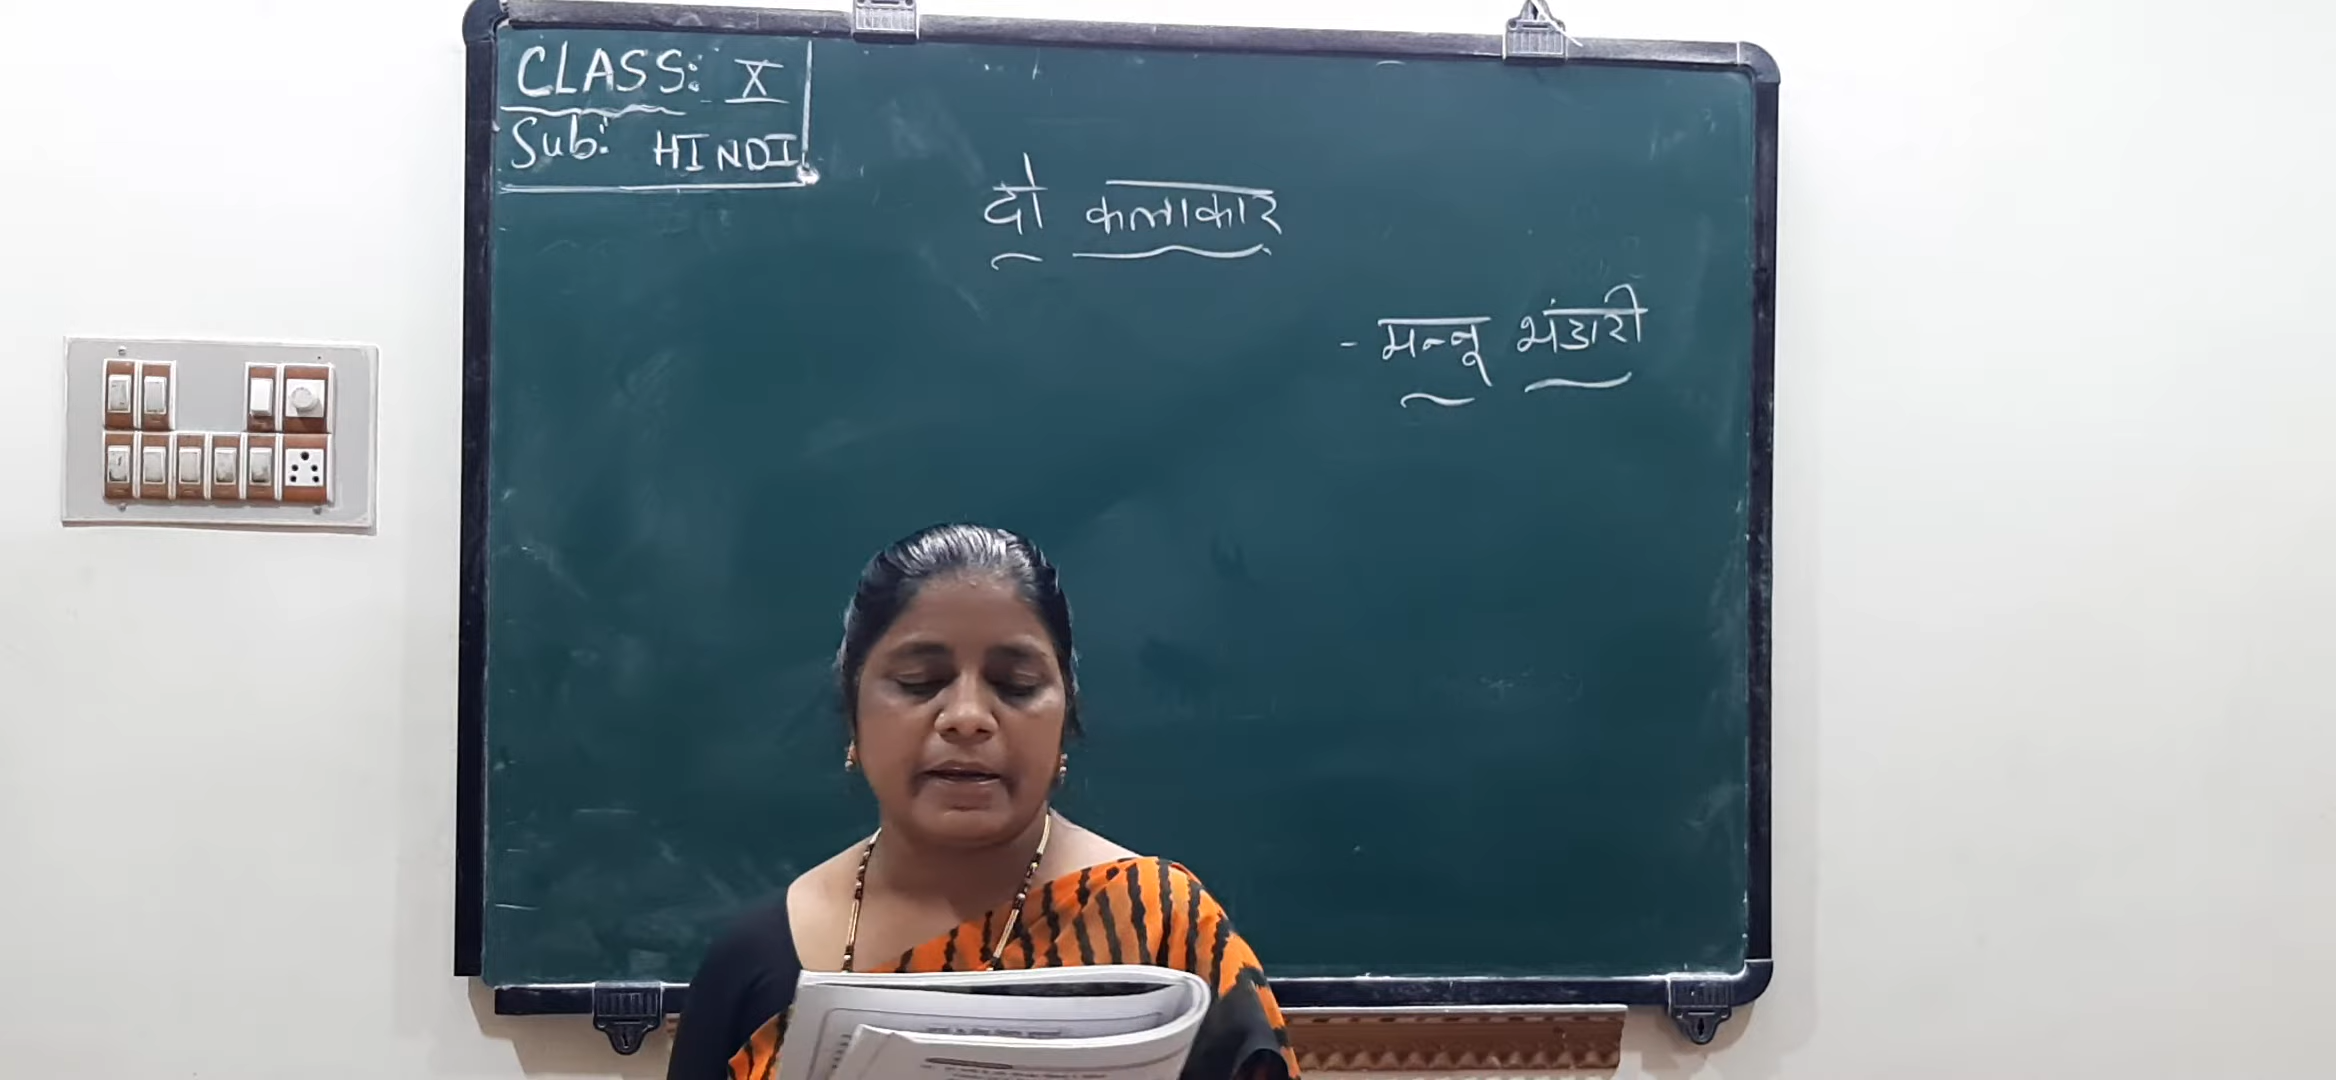 CLASS: X
Sub: HINDI
दो कलाकार
- मन्नू भंडारी